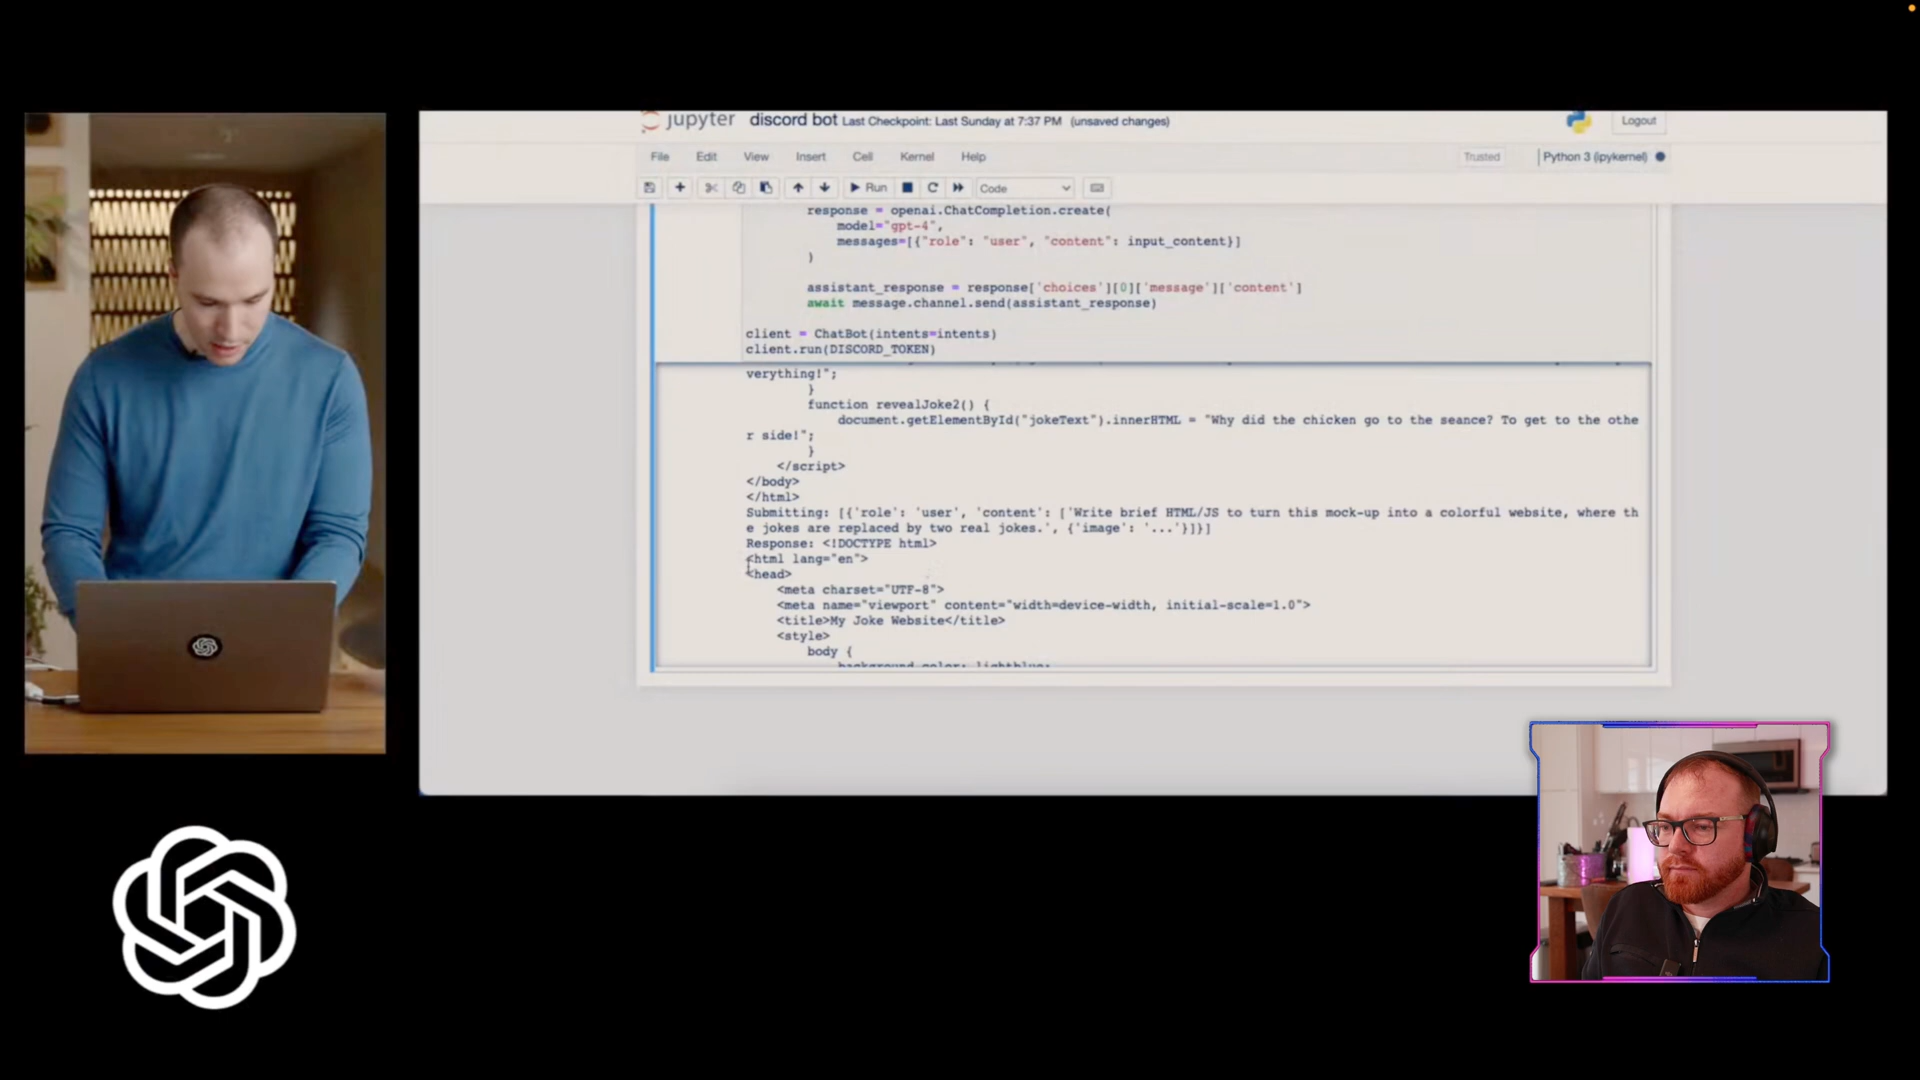 jupyter discord bot Last Checkpoint: Last Sunday at 7:37 PM (unsaved changes)
Logout
File Edit View Insert Cell Kernel Help
Trusted
Python 3 (ipykernel)
Run
Code
response = openai.ChatCompletion.create(
model="gpt-4",
messages=[{"role": "user", "content": input_content}]
)
assistant_response = response['choices'][0]['message']['content']
await message.channel.send(assistant_response)
client = ChatBot(intents=intents)
client.run(DISCORD_TOKEN)
verything!";
}
function revealJoke2() {
document.getElementById("jokeText").innerHTML = "Why did the chicken go to the seance? To get to the othe
r side!";
}
</script>
</body>
</html>
Submitting: [{'role': 'user', 'content': ['Write brief HTML/JS to turn this mock-up into a colorful website, where th
e jokes are replaced by two real jokes.', {'image': '...'}]}]
Response: <!DOCTYPE html>
<html lang="en">
<head>
<meta charset="UTF-8">
<meta name="viewport" content="width=device-width, initial-scale=1.0">
<title>My Joke Website</title>
<style>
body {
background-color: lightblue;